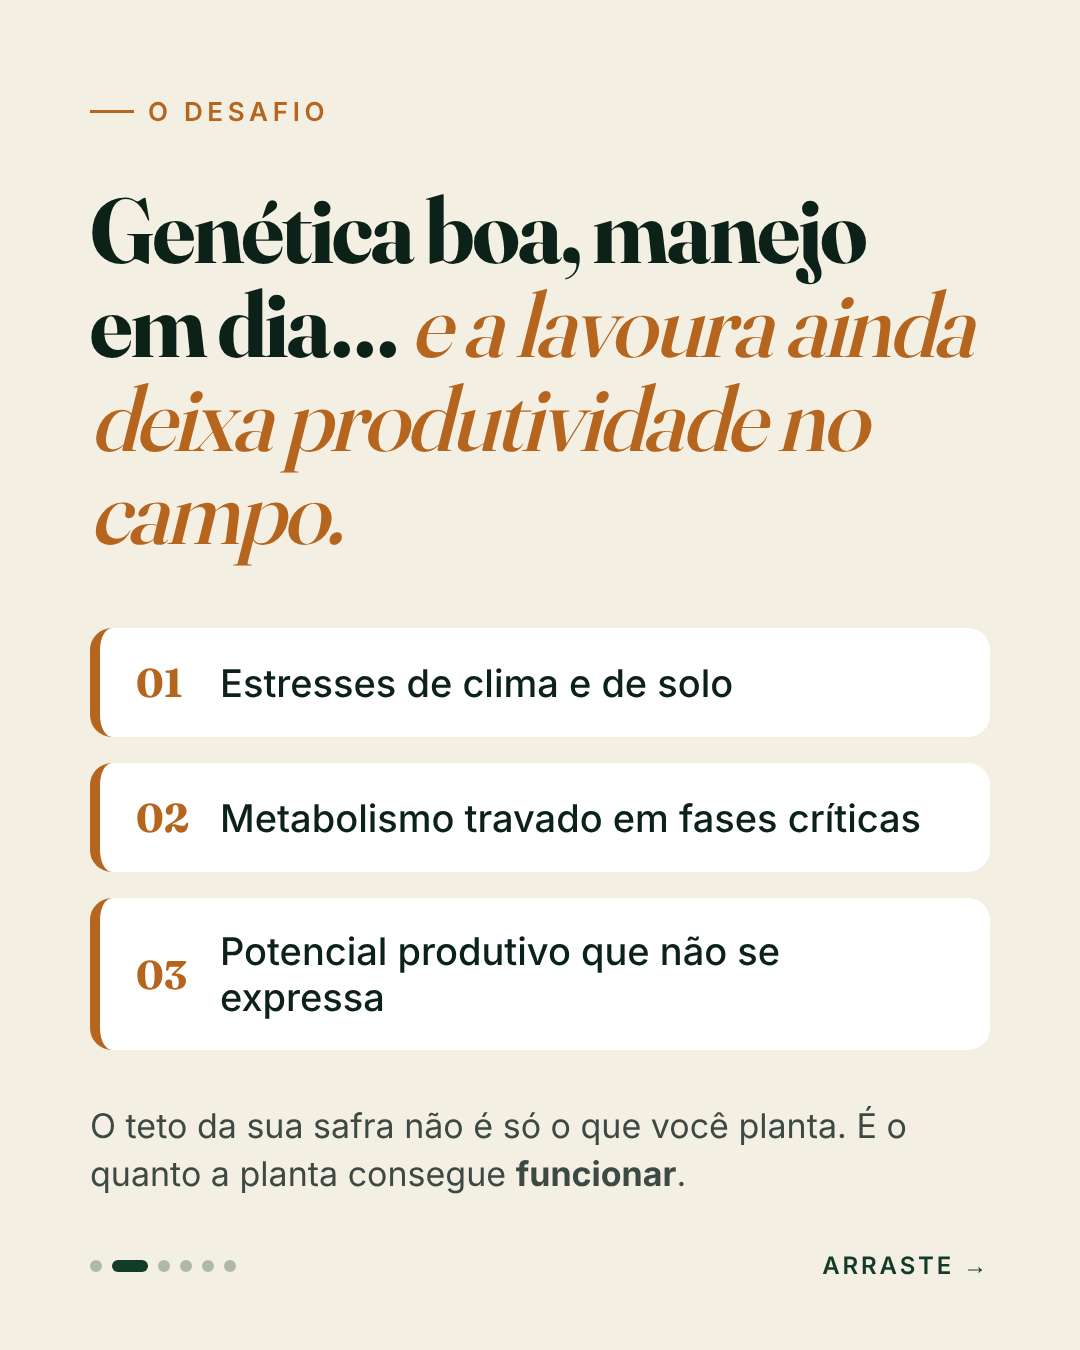 O DESAFIO
Genética boa, manejo
em dia... e a lavoura ainda
deixa produtividade no
campo.
01 Estresses de clima e de solo
02 Metabolismo travado em fases críticas
03 Potencial produtivo que não se
expressa
O teto da sua safra não é só o que você planta. É o
quanto a planta consegue funcionar.
ARRASTE →